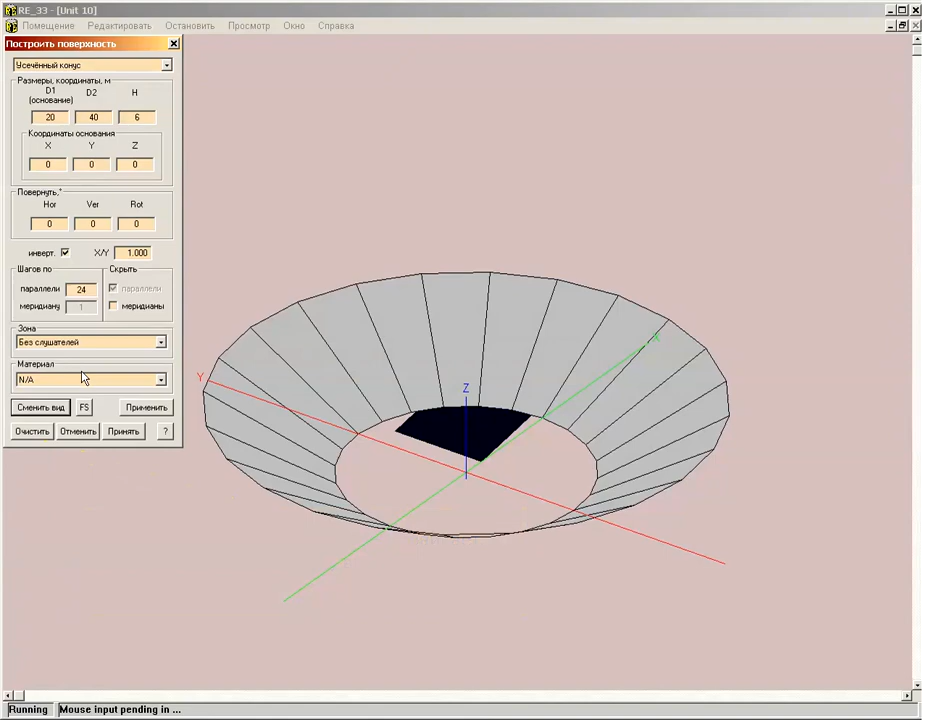 RE_33 - [Unit 10]
Помещение Редактировать Остановить Просмотр Окно Справка
Построить поверхность
Усечённый конус
Размеры, координаты, м
D1 D2 H
(основание)
20 40 6
Координаты основания
X Y Z
0 0 0
Повернуть,°
Hor Ver Rot
0 0 0
инверт. X/Y 1.000
Шагов по Скрыть
параллели 24 параллели
меридиану 1 меридианы
Зона
Без слушателей
Материал
N/A
Сменить вид FS Применить
Очистить Отменить Принять ?
X
Y
Z
Running Mouse input pending in ...